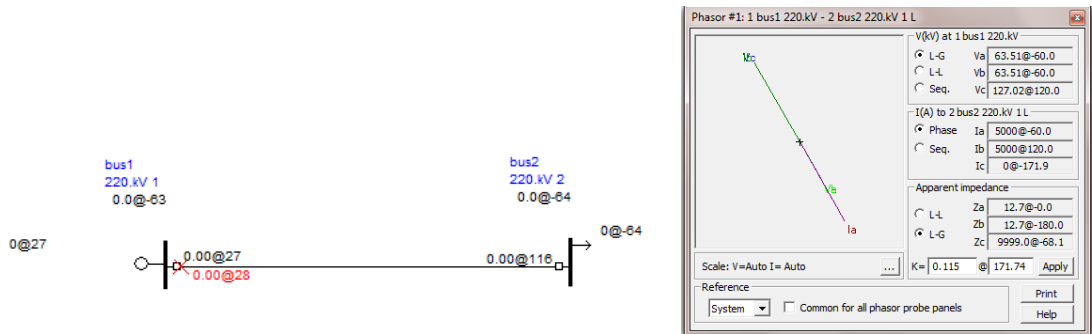 bus1
220.kV 1
0.0@-63
bus2
220.kV 2
0.0@-64
0@27
0@-64
0.00@27
0.00@116
0.00@28
Phasor #1: 1 bus1 220.kV - 2 bus2 220.kV 1 L
V(kV) at 1 bus1 220.kV
L-G Va 63.51@-60.0
L-L Vb 63.51@-60.0
Seq. Vc 127.02@120.0
I(A) to 2 bus2 220.kV 1 L
Phase Ia 5000@-60.0
Seq. Ib 5000@120.0
Ic 0@-171.9
Apparent impedance
L-L Za 12.7@-0.0
L-G Zb 12.7@-180.0
Zc 9999.0@-68.1
Vb
Ia
Scale: V=Auto I= Auto ... K= 0.115 @ 171.74 Apply
Reference
System Common for all phasor probe panels
Print
Help